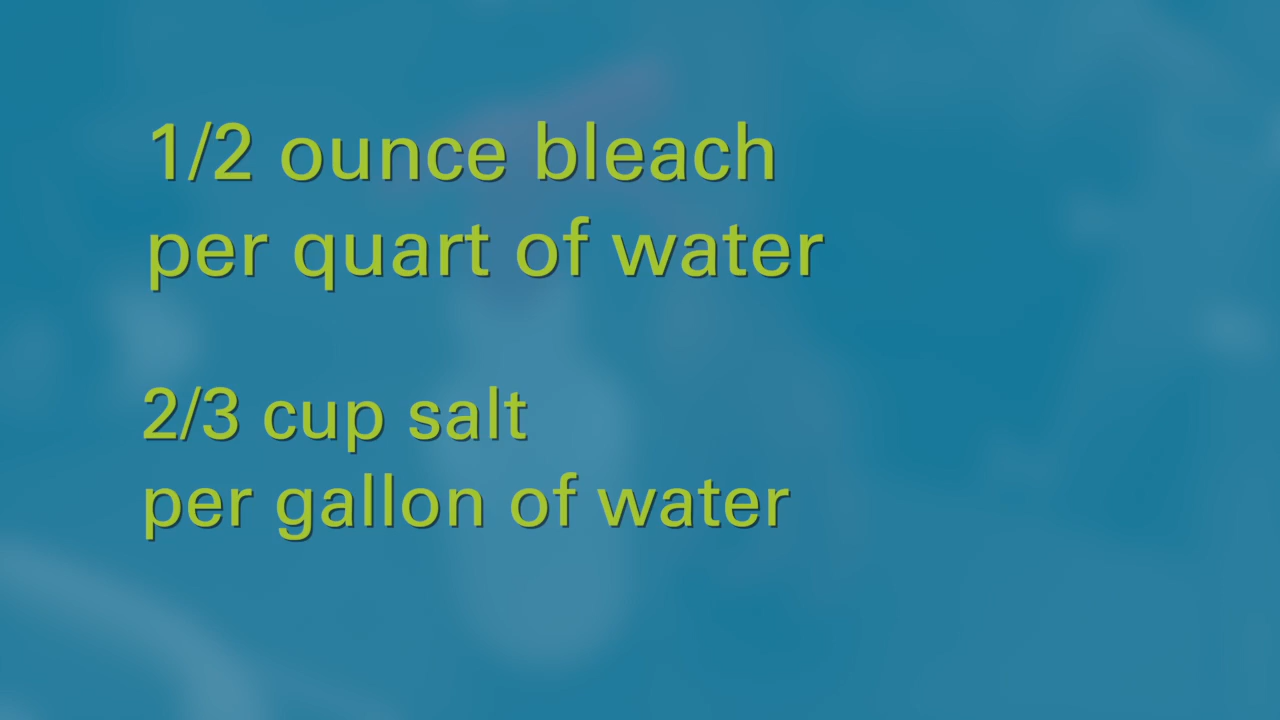 1/2 ounce bleach
per quart of water
2/3 cup salt
per gallon of water